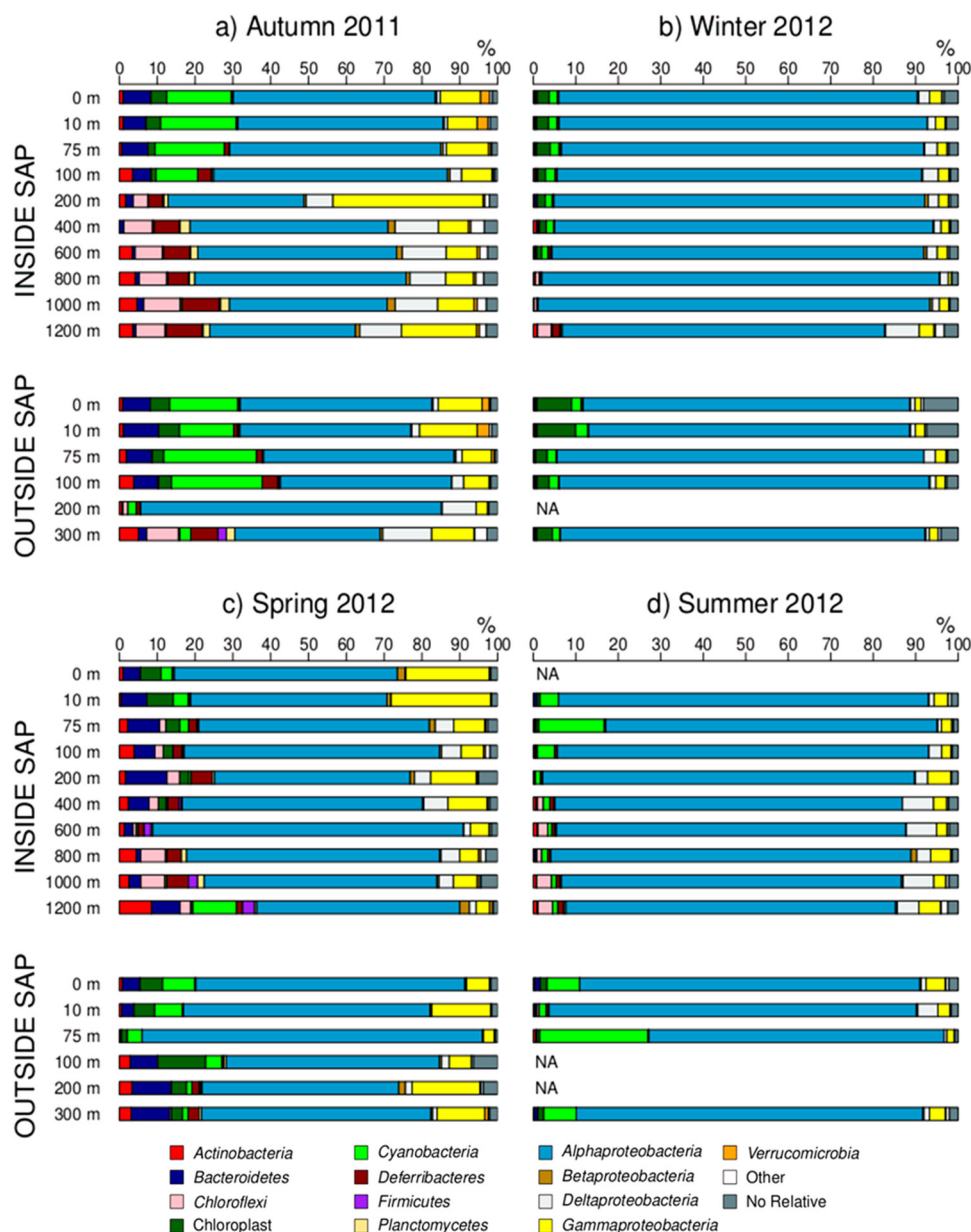 a) Autumn 2011
b) Winter 2012
%
%
0 10 20 30 40 50 60 70 80 90 100
0 10 20 30 40 50 60 70 80 90 100
INSIDE SAP
0 m
10 m
75 m
100 m
200 m
400 m
600 m
800 m
1000 m
1200 m
OUTSIDE SAP
0 m
10 m
75 m
100 m
200 m
NA
300 m
c) Spring 2012
d) Summer 2012
%
%
0 10 20 30 40 50 60 70 80 90 100
0 10 20 30 40 50 60 70 80 90 100
INSIDE SAP
0 m
NA
10 m
75 m
100 m
200 m
400 m
600 m
800 m
1000 m
1200 m
OUTSIDE SAP
0 m
10 m
75 m
100 m
NA
200 m
NA
300 m
Actinobacteria
Bacteroidetes
Chloroflexi
Chloroplast
Cyanobacteria
Deferribacteres
Firmicutes
Planctomycetes
Alphaproteobacteria
Betaproteobacteria
Deltaproteobacteria
Gammaproteobacteria
Verrucomicrobia
Other
No Relative